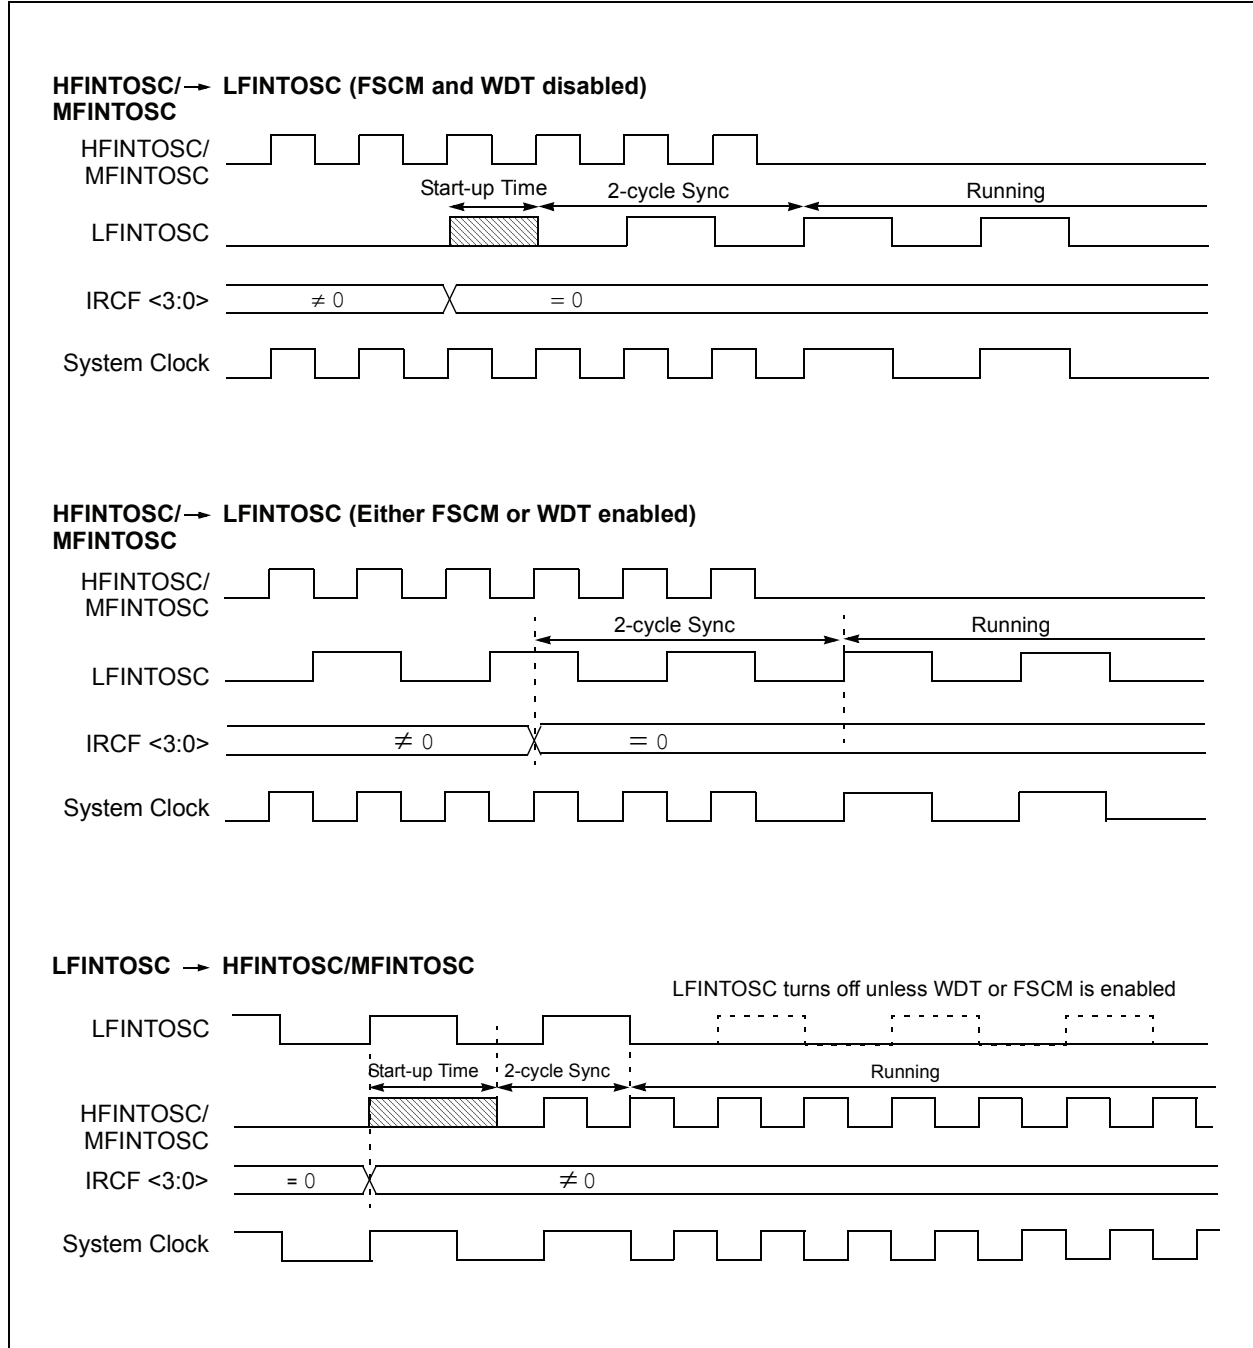 HFINTOSC/→ LFINTOSC (FSCM and WDT disabled)
MFINTOSC
HFINTOSC/
MFINTOSC
Start-up Time 2-cycle Sync Running
LFINTOSC
IRCF <3:0> ≠ 0 = 0
System Clock
HFINTOSC/→ LFINTOSC (Either FSCM or WDT enabled)
MFINTOSC
HFINTOSC/
MFINTOSC
2-cycle Sync Running
LFINTOSC
IRCF <3:0> ≠ 0 = 0
System Clock
LFINTOSC → HFINTOSC/MFINTOSC
LFINTOSC turns off unless WDT or FSCM is enabled
LFINTOSC
Start-up Time 2-cycle Sync Running
HFINTOSC/
MFINTOSC
IRCF <3:0> = 0 ≠ 0
System Clock